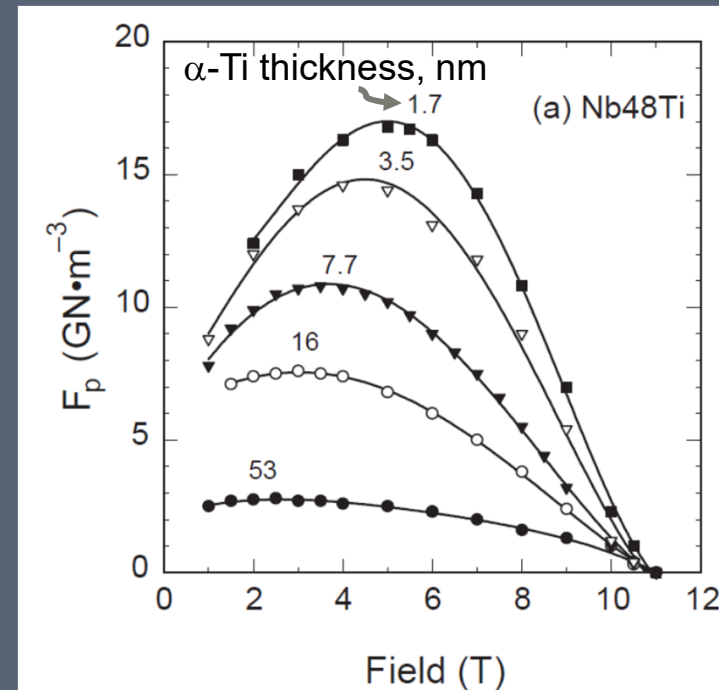 20
α-Ti thickness, nm
1.7
(a) Nb48Ti
3.5
15
7.7
10
16
5
53
0
0 2 4 6 8 10 12
Fp (GN•m−3)
Field (T)